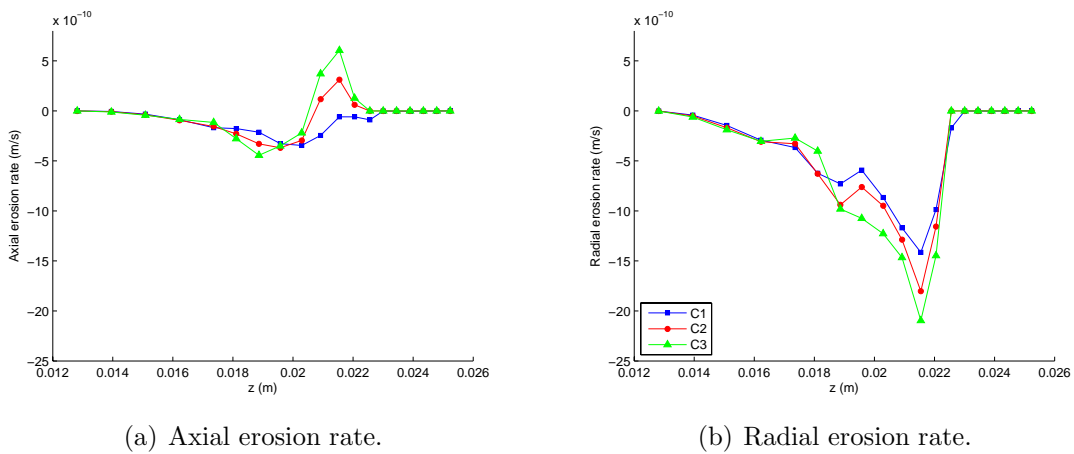 x 10⁻¹⁰
5
0
−5
−10
−15
−20
−25
Axial erosion rate (m/s)
0.012 0.014 0.016 0.018 0.02 0.022 0.024 0.026
z (m)
(a) Axial erosion rate.
x 10⁻¹⁰
5
0
−5
−10
−15
−20
−25
Radial erosion rate (m/s)
C1
C2
C3
0.012 0.014 0.016 0.018 0.02 0.022 0.024 0.026
z (m)
(b) Radial erosion rate.